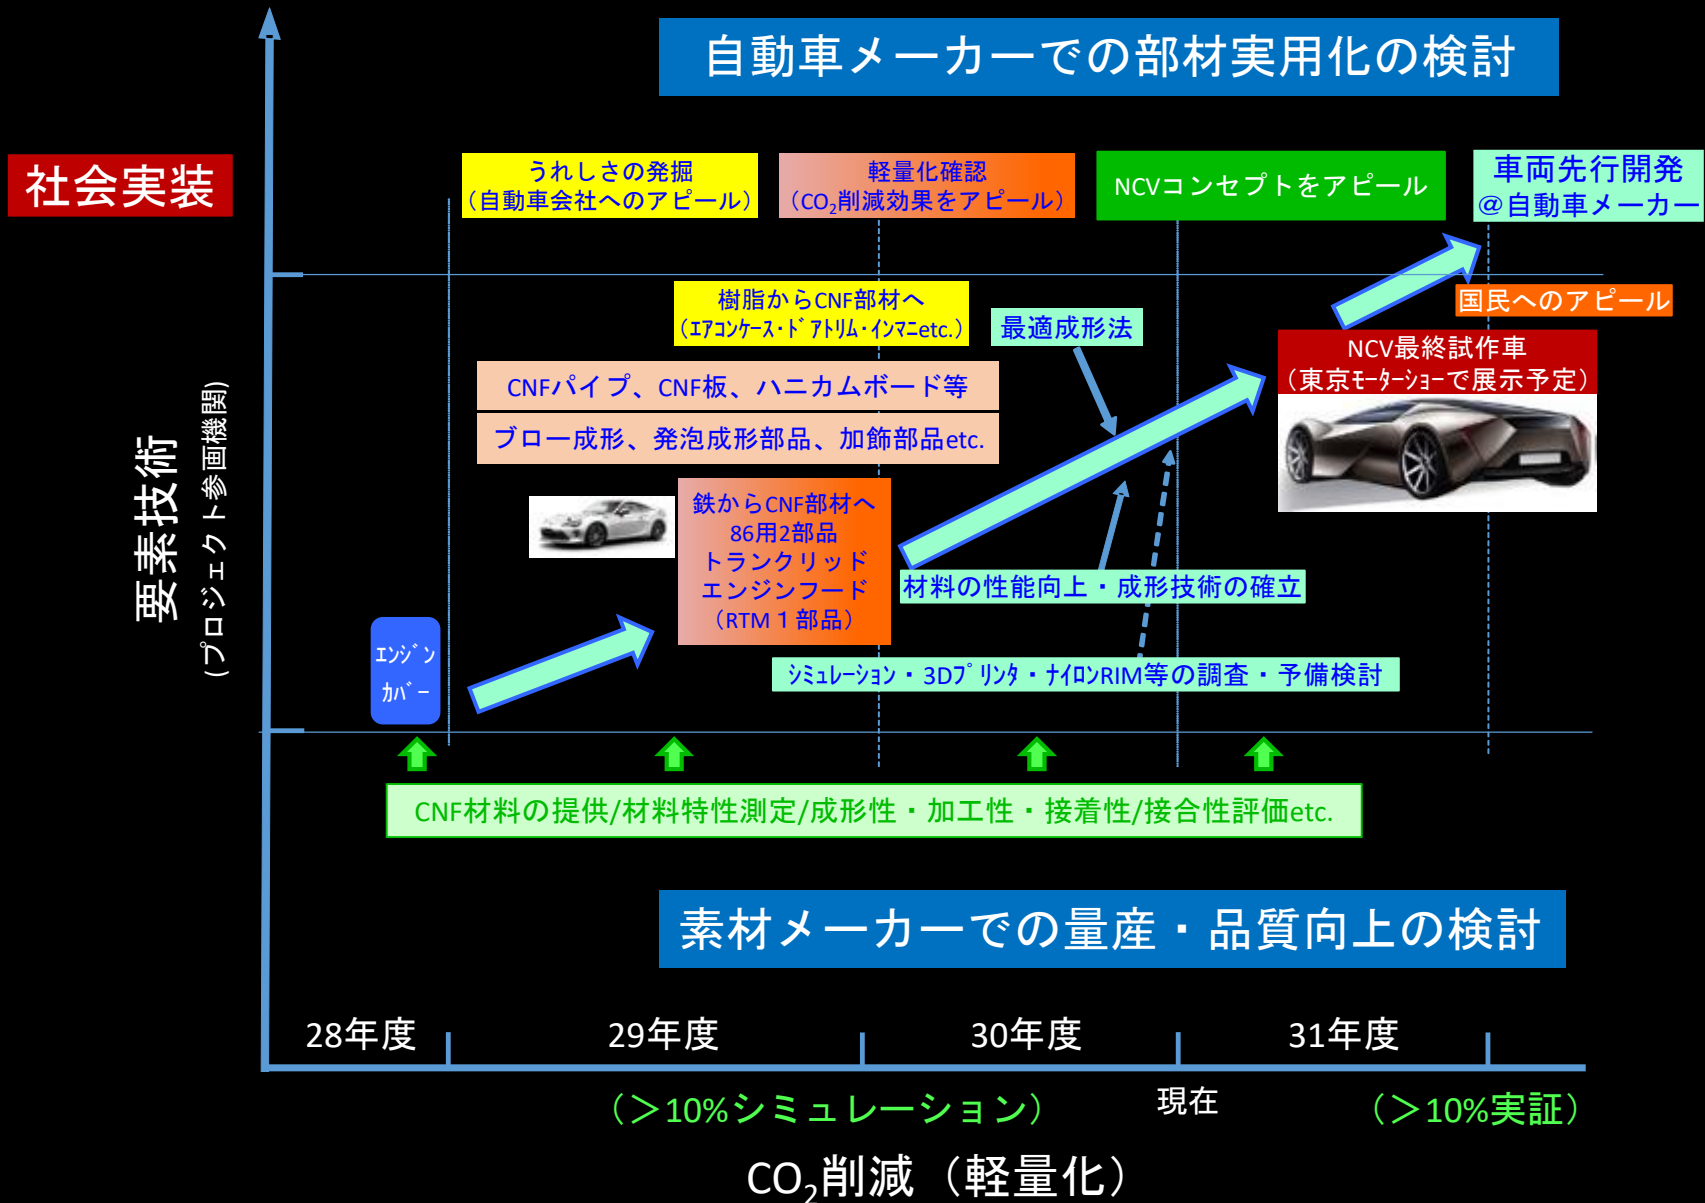 自動車メーカーでの部材実用化の検討
社会実装
うれしさの発掘
(自動車会社へのアピール)
軽量化確認
(CO₂削減効果をアピール)
NCVコンセプトをアピール
車両先行開発
@自動車メーカー
国民へのアピール
樹脂からCNF部材へ
(ｴｱｺﾝｹｰｽ・ﾄﾞｱﾄﾘﾑ・ｲﾝﾏﾆetc.)
最適成形法
NCV最終試作車
(東京ﾓｰﾀｰｼｮｰで展示予定)
CNFパイプ、CNF板、ハニカムボード等
ブロー成形、発泡成形部品、加飾部品etc.
要素技術
(プロジェクト参画機関)
鉄からCNF部材へ
86用2部品
トランクリッド
エンジンフード
（RTM１部品）
材料の性能向上・成形技術の確立
ｴﾝｼﾞﾝ
ｶﾊﾞｰ
ｼﾐｭﾚｰｼｮﾝ・3Dﾌﾟﾘﾝﾀ・ﾅｲﾛﾝRIM等の調査・予備検討
CNF材料の提供/材料特性測定/成形性・加工性・接着性/接合性評価etc.
素材メーカーでの量産・品質向上の検討
28年度
29年度
30年度
31年度
（＞10%シミュレーション）
現在
（＞10%実証）
CO₂削減（軽量化）